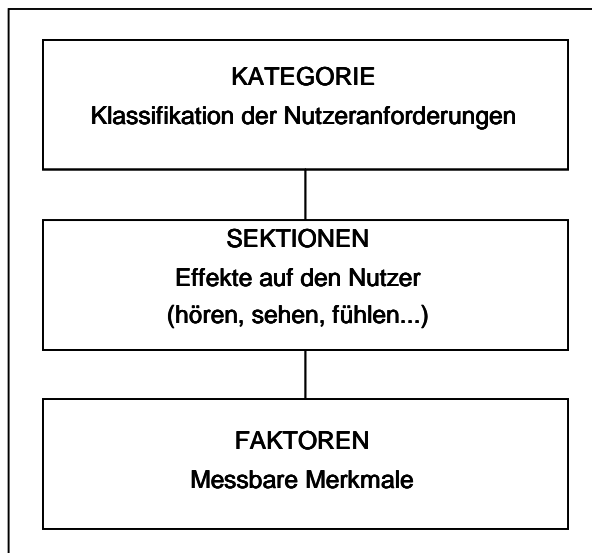 KATEGORIE
Klassifikation der Nutzeranforderungen
SEKTIONEN
Effekte auf den Nutzer
(hören, sehen, fühlen...)
FAKTOREN
Messbare Merkmale